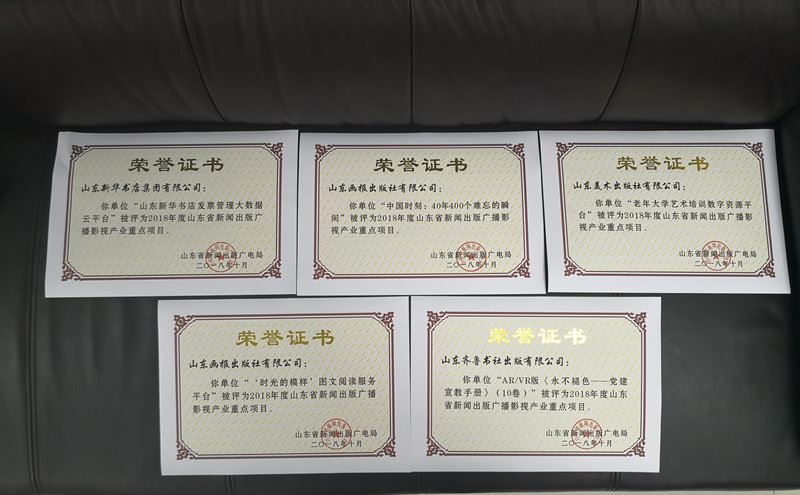 荣誉证书
山东新华书店集团有限公司：
你单位“山东新华书店发票管理大数据
云平台”被评为2018年度山东省新闻出版广
播影视产业重点项目。
山东省新闻出版广电局
二〇一八年十月
荣誉证书
山东画报出版社有限公司：
你单位“中国时刻：40年400个难忘的瞬
间”被评为2018年度山东省新闻出版广播影
视产业重点项目。
山东省新闻出版广电局
二〇一八年十月
荣誉证书
山东美术出版社有限公司：
你单位“老年大学艺术培训数字资源平
台”被评为2018年度山东省新闻出版广播影
视产业重点项目。
山东省新闻出版广电局
二〇一八年十月
荣誉证书
山东画报出版社有限公司：
你单位“‘时光的模样’图文阅读服务
平台”被评为2018年度山东省新闻出版广播
影视产业重点项目。
山东省新闻出版广电局
二〇一八年十月
荣誉证书
山东齐鲁书社出版有限公司：
你单位“AR/VR版《永不褪色——党建
宣教手册》（10卷）”被评为2018年度山东
省新闻出版广播影视产业重点项目。
山东省新闻出版广电局
二〇一八年十月